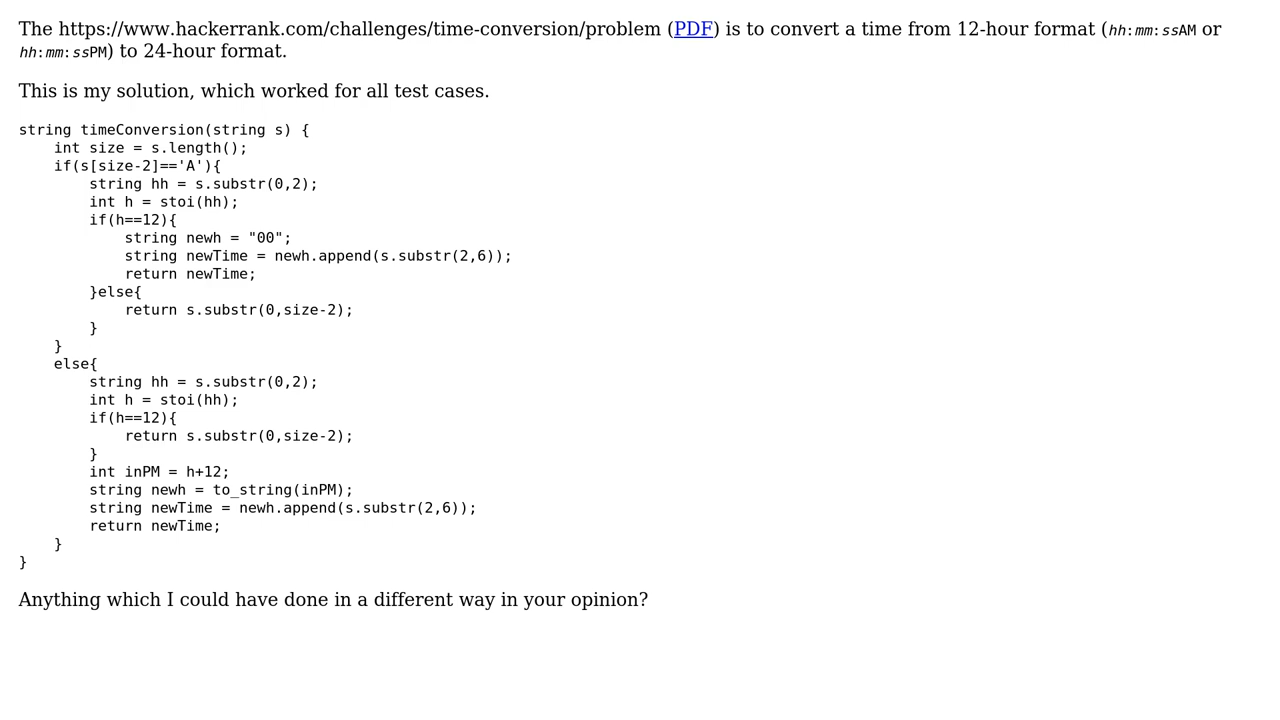 The https://www.hackerrank.com/challenges/time-conversion/problem (PDF) is to convert a time from 12-hour format (hh:mm:ssAM or
hh:mm:ssPM) to 24-hour format.
This is my solution, which worked for all test cases.
string timeConversion(string s) {
    int size = s.length();
    if(s[size-2]=='A'){
        string hh = s.substr(0,2);
        int h = stoi(hh);
        if(h==12){
            string newh = "00";
            string newTime = newh.append(s.substr(2,6));
            return newTime;
        }else{
            return s.substr(0,size-2);
        }
    }
    else{
        string hh = s.substr(0,2);
        int h = stoi(hh);
        if(h==12){
            return s.substr(0,size-2);
        }
        int inPM = h+12;
        string newh = to_string(inPM);
        string newTime = newh.append(s.substr(2,6));
        return newTime;
    }
}
Anything which I could have done in a different way in your opinion?